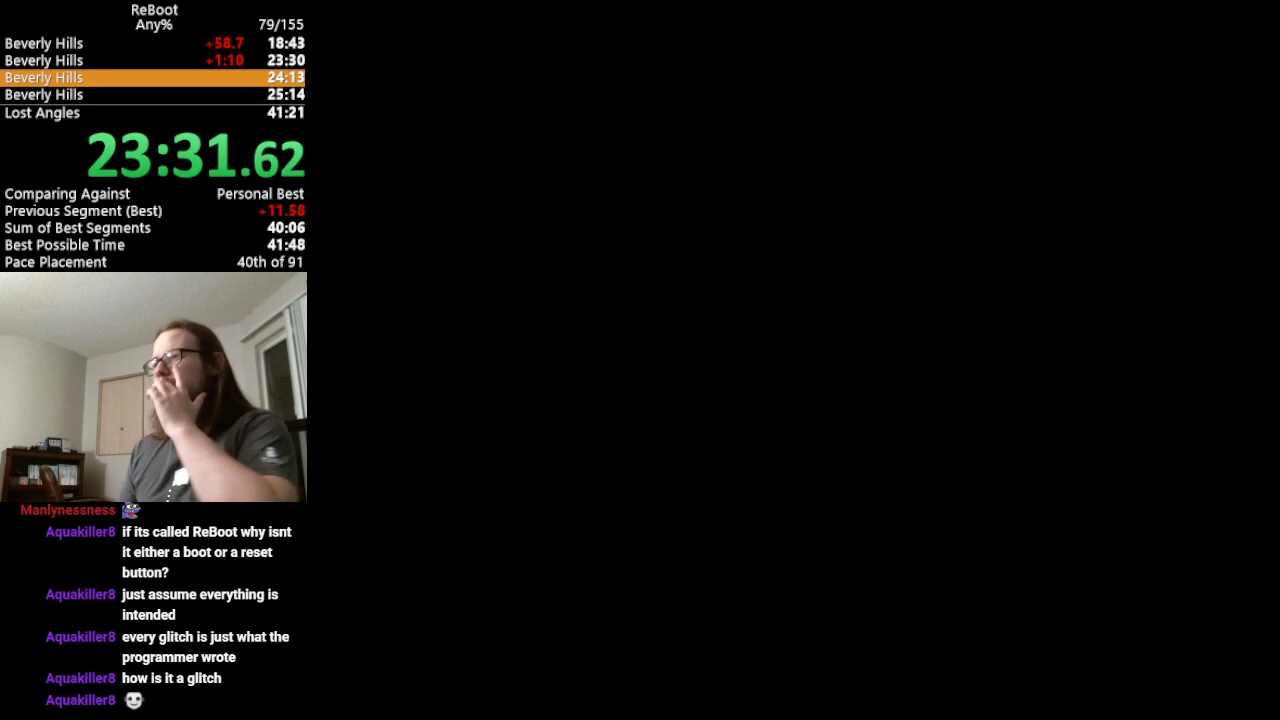 ReBoot
Any% 79/155
Beverly Hills +58.7 18:43
Beverly Hills +1:10 23:30
Beverly Hills 24:13
Beverly Hills 25:14
Lost Angles 41:21
23:31.62
Comparing Against Personal Best
Previous Segment (Best) +11.58
Sum of Best Segments 40:06
Best Possible Time 41:48
Pace Placement 40th of 91
Manlynessness
Aquakiller8 if its called ReBoot why isnt
it either a boot or a reset
button?
Aquakiller8 just assume everything is
intended
Aquakiller8 every glitch is just what the
programmer wrote
Aquakiller8 how is it a glitch
Aquakiller8